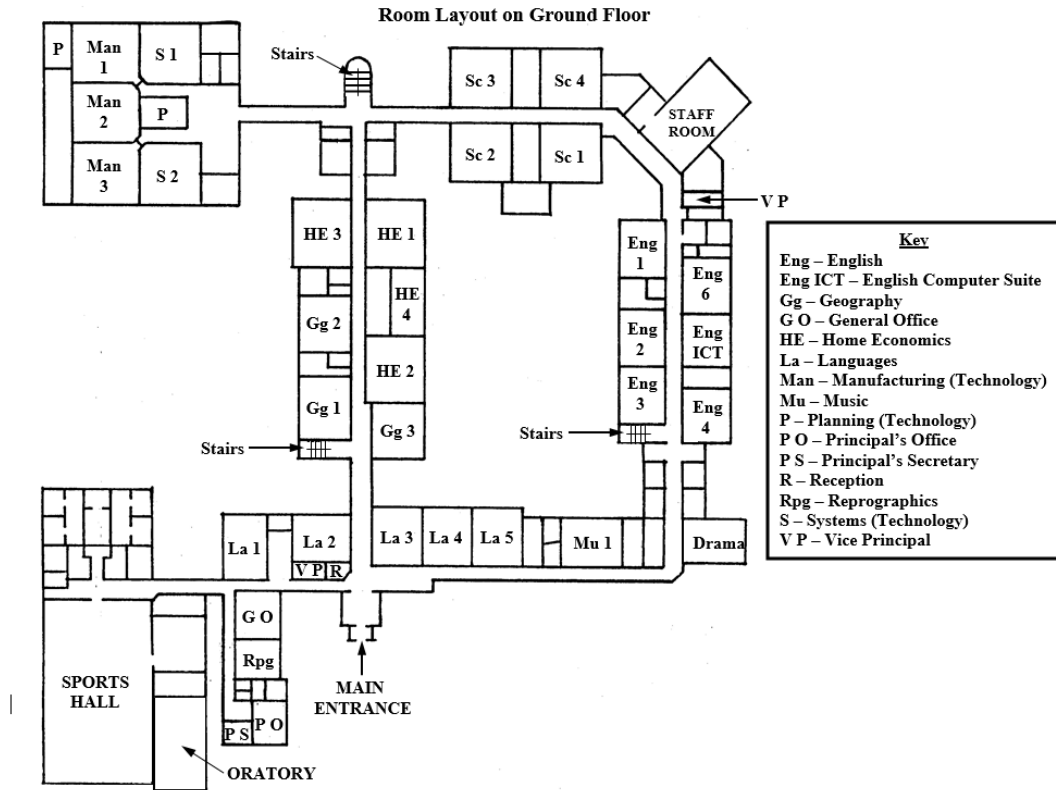 Room Layout on Ground Floor
P
Man
1
S 1
Stairs
Sc 3
Sc 4
Man
2
P
STAFF
ROOM
Man
3
S 2
Sc 2
Sc 1
V P
HE 3
HE 1
Eng
1
Eng
6
HE
4
Gg 2
Eng
2
Eng
ICT
HE 2
Gg 1
Eng
3
Eng
4
Gg 3
Stairs
Stairs
Key
Eng – English
Eng ICT – English Computer Suite
Gg – Geography
G O – General Office
HE – Home Economics
La – Languages
Man – Manufacturing (Technology)
Mu – Music
P – Planning (Technology)
P O – Principal's Office
P S – Principal's Secretary
R – Reception
Rpg – Reprographics
S – Systems (Technology)
V P – Vice Principal
La 1
La 2
La 3
La 4
La 5
Mu 1
Drama
V P
R
G O
Rpg
SPORTS
HALL
MAIN
ENTRANCE
P S
P O
ORATORY